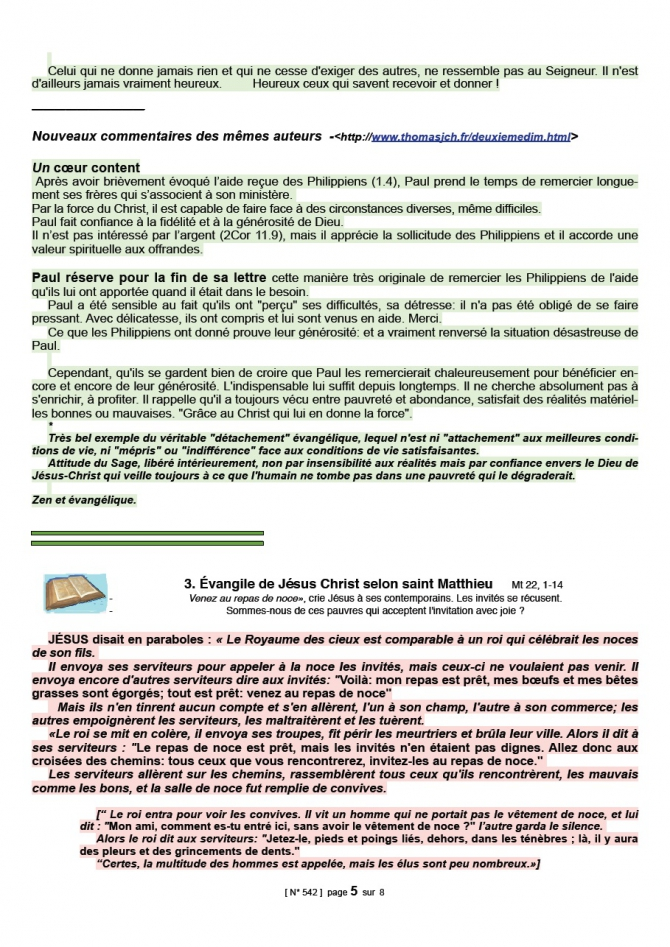 Celui qui ne donne jamais rien et qui ne cesse d'exiger des autres, ne ressemble pas au Seigneur. Il n'est
d'ailleurs jamais vraiment heureux. Heureux ceux qui savent recevoir et donner !
Nouveaux commentaires des mêmes auteurs -<http://www.thomasjch.fr/deuxiemedim.html>
Un cœur content
Après avoir brièvement évoqué l’aide reçue des Philippiens (1.4), Paul prend le temps de remercier longue-
ment ses frères qui s’associent à son ministère.
Par la force du Christ, il est capable de faire face à des circonstances diverses, même difficiles.
Paul fait confiance à la fidélité et à la générosité de Dieu.
Il n’est pas intéressé par l’argent (2Cor 11.9), mais il apprécie la sollicitude des Philippiens et il accorde une
valeur spirituelle aux offrandes.
Paul réserve pour la fin de sa lettre cette manière très originale de remercier les Philippiens de l'aide
qu'ils lui ont apportée quand il était dans le besoin.
Paul a été sensible au fait qu'ils ont "perçu" ses difficultés, sa détresse: il n'a pas été obligé de se faire
pressant. Avec délicatesse, ils ont compris et lui sont venus en aide. Merci.
Ce que les Philippiens ont donné prouve leur générosité: et a vraiment renversé la situation désastreuse de
Paul.
Cependant, qu'ils se gardent bien de croire que Paul les remercierait chaleureusement pour bénéficier en-
core et encore de leur générosité. L'indispensable lui suffit depuis longtemps. Il ne cherche absolument pas à
s'enrichir, à profiter. Il rappelle qu'il a toujours vécu entre pauvreté et abondance, satisfait des réalités matériel-
les bonnes ou mauvaises. "Grâce au Christ qui lui en donne la force".
*
Très bel exemple du véritable "détachement" évangélique, lequel n'est ni "attachement" aux meilleures condi-
tions de vie, ni "mépris" ou "indifférence" face aux conditions de vie satisfaisantes.
Attitude du Sage, libéré intérieurement, non par insensibilité aux réalités mais par confiance envers le Dieu de
Jésus-Christ qui veille toujours à ce que l'humain ne tombe pas dans une pauvreté qui le dégraderait.
Zen et évangélique.
3. Évangile de Jésus Christ selon saint Matthieu Mt 22, 1-14
Venez au repas de noce», crie Jésus à ses contemporains. Les invités se récusent.
Sommes-nous de ces pauvres qui acceptent l'invitation avec joie ?
JÉSUS disait en paraboles : « Le Royaume des cieux est comparable à un roi qui célébrait les noces
de son fils.
Il envoya ses serviteurs pour appeler à la noce les invités, mais ceux-ci ne voulaient pas venir. Il
envoya encore d'autres serviteurs dire aux invités: "Voilà: mon repas est prêt, mes bœufs et mes bêtes
grasses sont égorgés; tout est prêt: venez au repas de noce"
Mais ils n'en tinrent aucun compte et s'en allèrent, l'un à son champ, l'autre à son commerce; les
autres empoignèrent les serviteurs, les maltraitèrent et les tuèrent.
«Le roi se mit en colère, il envoya ses troupes, fit périr les meurtriers et brûla leur ville. Alors il dit à
ses serviteurs : "Le repas de noce est prêt, mais les invités n'en étaient pas dignes. Allez donc aux
croisées des chemins: tous ceux que vous rencontrerez, invitez-les au repas de noce."
Les serviteurs allèrent sur les chemins, rassemblèrent tous ceux qu'ils rencontrèrent, les mauvais
comme les bons, et la salle de noce fut remplie de convives.
[“ Le roi entra pour voir les convives. Il vit un homme qui ne portait pas le vêtement de noce, et lui
dit : "Mon ami, comment es-tu entré ici, sans avoir le vêtement de noce ?" l’autre garda le silence.
Alors le roi dit aux serviteurs: "Jetez-le, pieds et poings liés, dehors, dans les ténèbres ; là, il y aura
des pleurs et des grincements de dents."
“Certes, la multitude des hommes est appelée, mais les élus sont peu nombreux.»]
[ N° 542 ] page 5 sur 8